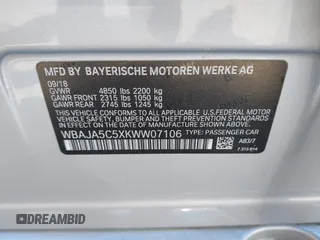 MFD BY BAYERISCHE MOTOREN WERKE AG
09/18
GVWR 4850 lbs 2200 kg
GAWR FRONT 2315 lbs 1050 kg
GAWR REAR 2745 lbs 1245 kg
THIS VEHICLE CONFORMS TO ALL APPLICABLE FEDERAL MOTOR
VEHICLE SAFETY, BUMPER, AND THEFT PREVENTION STANDARDS
IN EFFECT ON THE DATE OF MANUFACTURE SHOWN ABOVE.
WBAJA5C5XKWW07106 TYPE: PASSENGER CAR
A83/7
DREAMBID